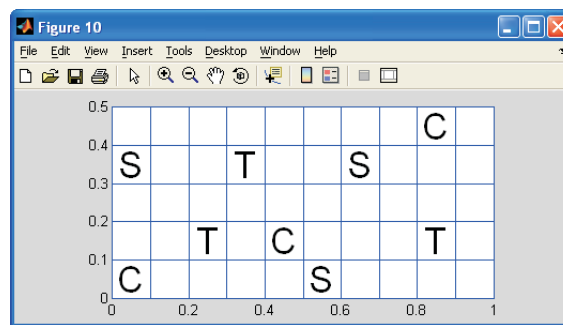 Figure 10
File Edit View Insert Tools Desktop Window Help
0.5
C
0.4
S T S
0.3
0.2
T C T
0.1
C S
0
0 0.2 0.4 0.6 0.8 1